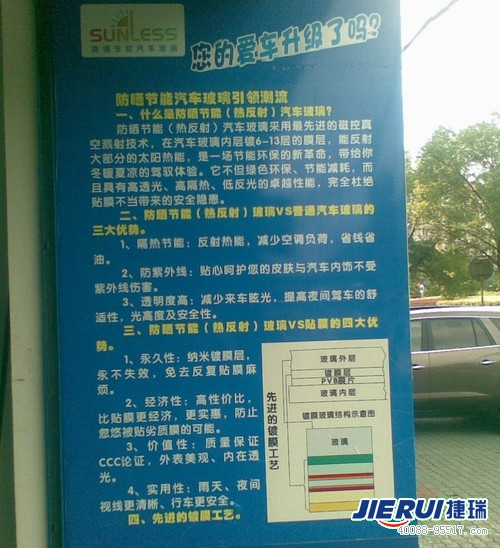 SUNLESS
防晒节能汽车玻璃
您的爱车升级了吗?
防晒节能汽车玻璃引领潮流
一、什么是防晒节能(热反射)汽车玻璃?
防晒节能(热反射)汽车玻璃采用最先进的磁控真
空溅射技术,在汽车玻璃内层镀6-13层的膜层,能反射
大部分的太阳热能,是一场节能环保的新革命,带给你
冬暖夏凉的驾驭体验。它不但绿色环保、节能减耗,而
且具有高透光、高隔热、低反光的卓越性能,完全杜绝
贴膜不当带来的安全隐患。
二、防晒节能(热反射)玻璃VS普通汽车玻璃的
三大优势。
1、隔热节能:反射热能,减少空调负荷,省钱省
油。
2、防紫外线:贴心呵护您的皮肤与汽车内饰不受
紫外线伤害。
3、透明度高:减少来车眩光,提高夜间驾车的舒
适性,光高度及安全性。
三、防晒节能(热反射)玻璃VS贴膜的四大优
势。
1、永久性:纳米镀膜层,
永不失效,免去反复贴膜麻
烦。
2、经济性:高性价比,
比贴膜更经济,更实惠,防止
您您被贴劣质膜的可能。
3、价值性:质量保证
CCC论证,外表美观、内在透
光。
4、实用性:雨天、夜间
视线更清晰、行车更安全。
四、先进的镀膜工艺。
先进的镀膜工艺
玻璃外层
镀膜层
PVB膜片
玻璃内层
镀膜玻璃结构示意图
玻璃
JIERUI捷瑞
40088-95517.com